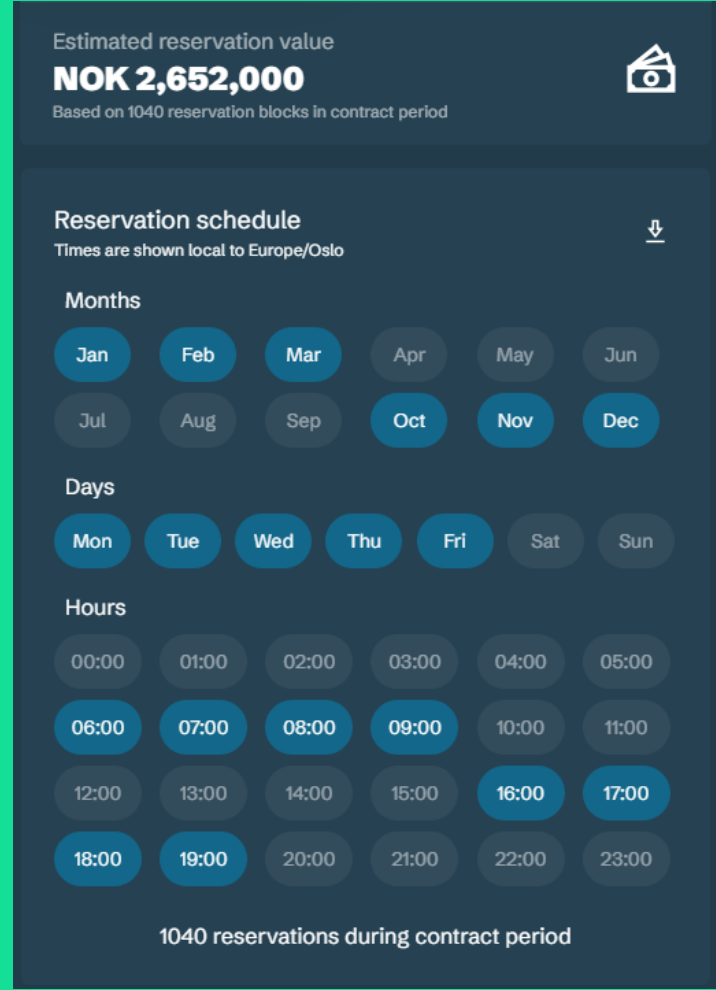 Estimated reservation value
NOK 2,652,000
Based on 1040 reservation blocks in contract period
Reservation schedule
Times are shown local to Europe/Oslo
Months
Jan Feb Mar Apr May Jun
Jul Aug Sep Oct Nov Dec
Days
Mon Tue Wed Thu Fri Sat Sun
Hours
00:00 01:00 02:00 03:00 04:00 05:00
06:00 07:00 08:00 09:00 10:00 11:00
12:00 13:00 14:00 15:00 16:00 17:00
18:00 19:00 20:00 21:00 22:00 23:00
1040 reservations during contract period